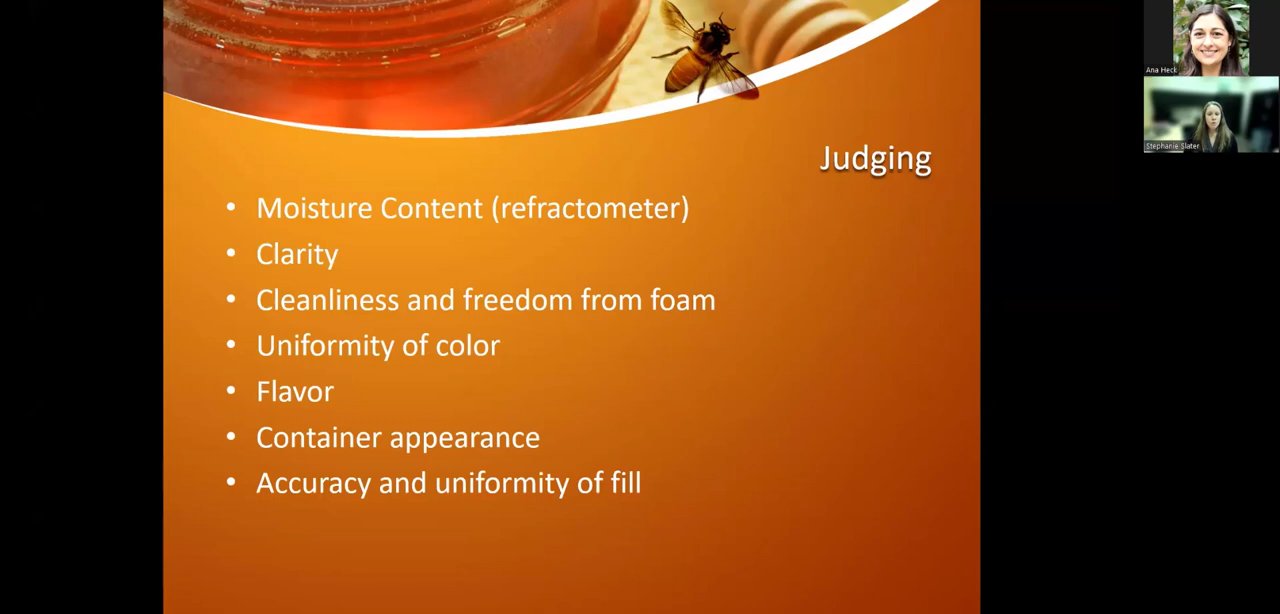 Ana Heck
Stephanie Slater
Judging
• Moisture Content (refractometer)
• Clarity
• Cleanliness and freedom from foam
• Uniformity of color
• Flavor
• Container appearance
• Accuracy and uniformity of fill